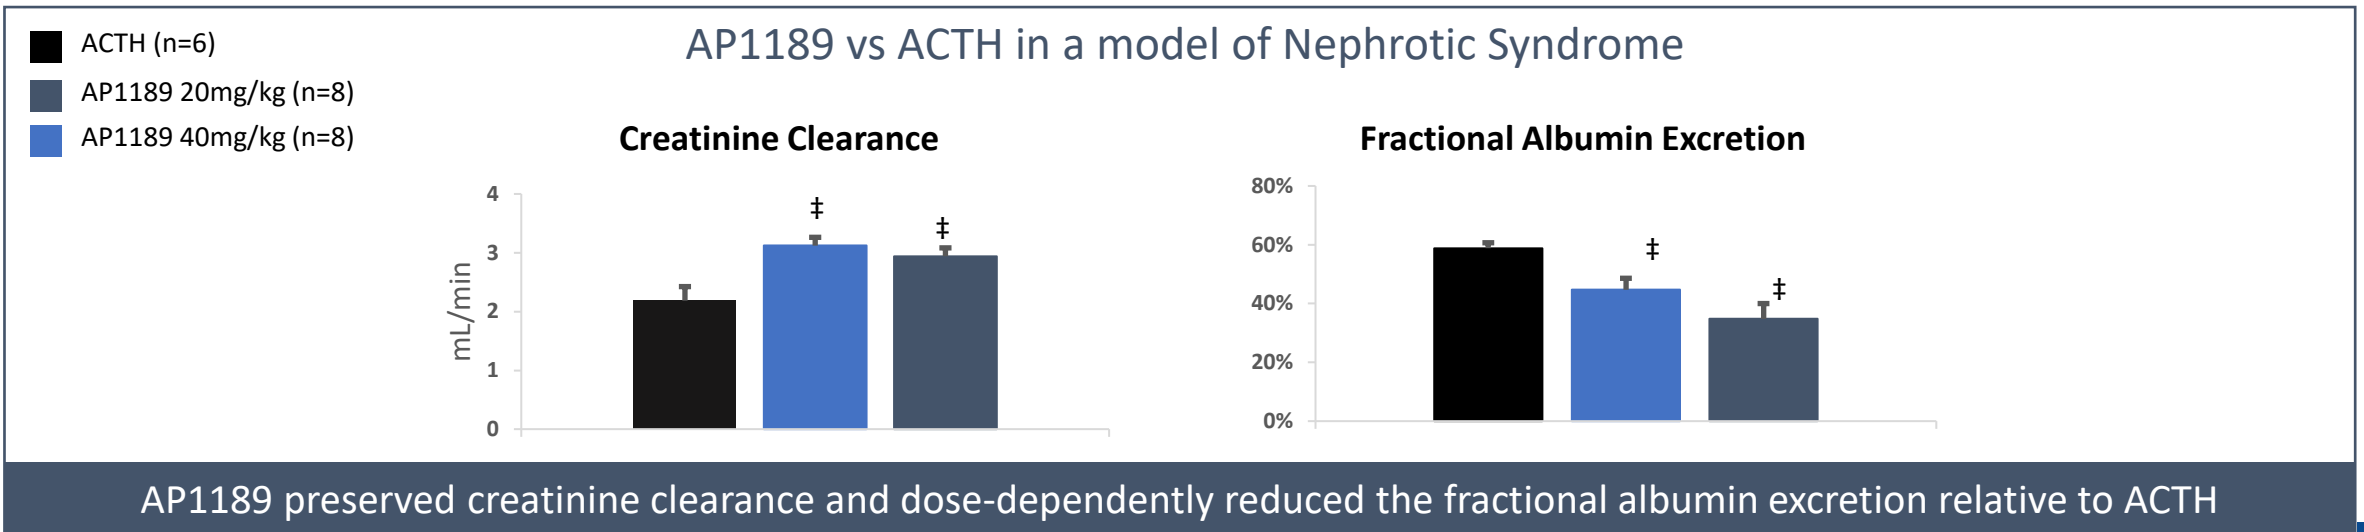 AP1189 vs ACTH in a model of Nephrotic Syndrome
ACTH (n=6)
AP1189 20mg/kg (n=8)
AP1189 40mg/kg (n=8)
Creatinine Clearance
mL/min
4
3
2
1
0
‡
‡
Fractional Albumin Excretion
80%
60%
40%
20%
0%
‡
‡
AP1189 preserved creatinine clearance and dose-dependently reduced the fractional albumin excretion relative to ACTH